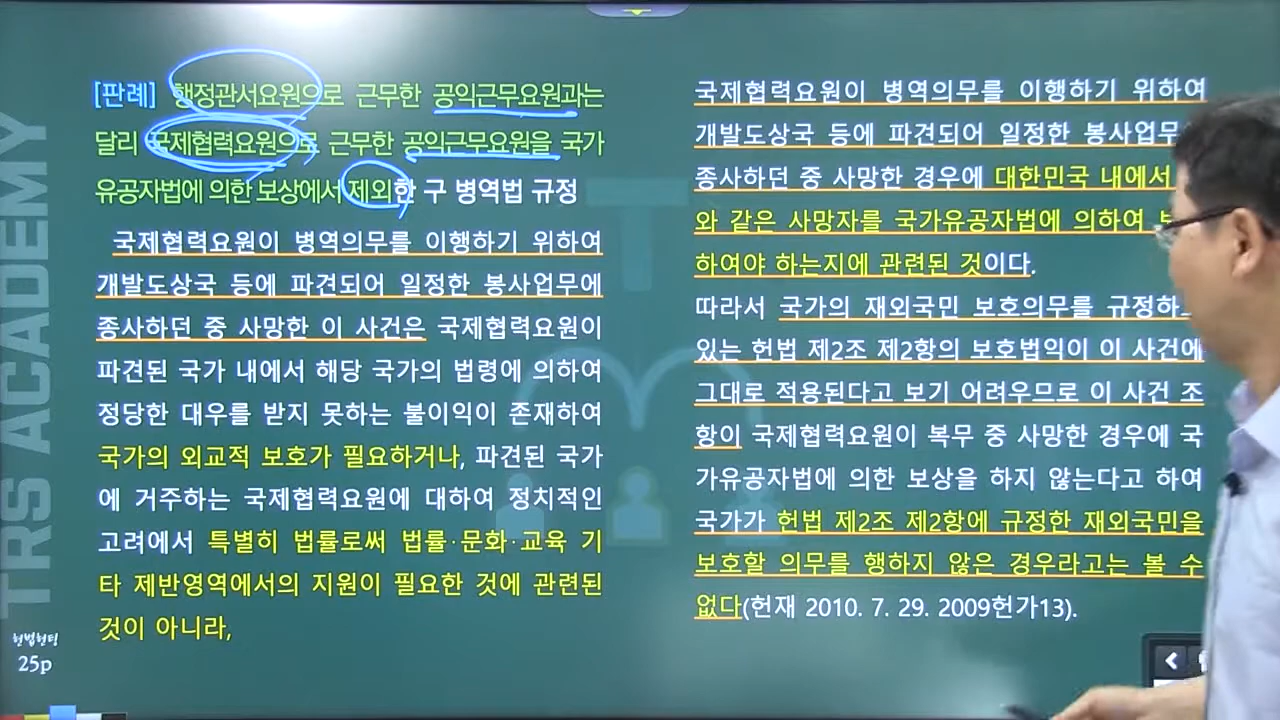 [판례] 행정관서요원으로 근무한 공익근무요원과는
달리 국제협력요원으로 근무한 공익근무요원을 국가
유공자법에 의한 보상에서 제외한 구 병역법 규정
국제협력요원이 병역의무를 이행하기 위하여
개발도상국 등에 파견되어 일정한 봉사업무에
종사하던 중 사망한 이 사건은 국제협력요원이
파견된 국가 내에서 해당 국가의 법령에 의하여
정당한 대우를 받지 못하는 불이익이 존재하여
국가의 외교적 보호가 필요하거나, 파견된 국가
에 거주하는 국제협력요원에 대하여 정치적인
고려에서 특별히 법률로써 법률·문화·교육 기
타 제반영역에서의 지원이 필요한 것에 관련된
것이 아니라,
국제협력요원이 병역의무를 이행하기 위하여
개발도상국 등에 파견되어 일정한 봉사업무
종사하던 중 사망한 경우에 대한민국 내에서
와 같은 사망자를 국가유공자법에 의하여
하여야 하는지에 관련된 것이다.
따라서 국가의 재외국민 보호의무를 규정하
있는 헌법 제2조 제2항의 보호법익이 이 사건에
그대로 적용된다고 보기 어려우므로 이 사건 조
항이 국제협력요원이 복무 중 사망한 경우에 국
가유공자법에 의한 보상을 하지 않는다고 하여
국가가 헌법 제2조 제2항에 규정한 재외국민을
보호할 의무를 행하지 않은 경우라고는 볼 수
없다(헌재 2010. 7. 29. 2009헌가13).
TRS ACADEMY
헌법헌터
25p